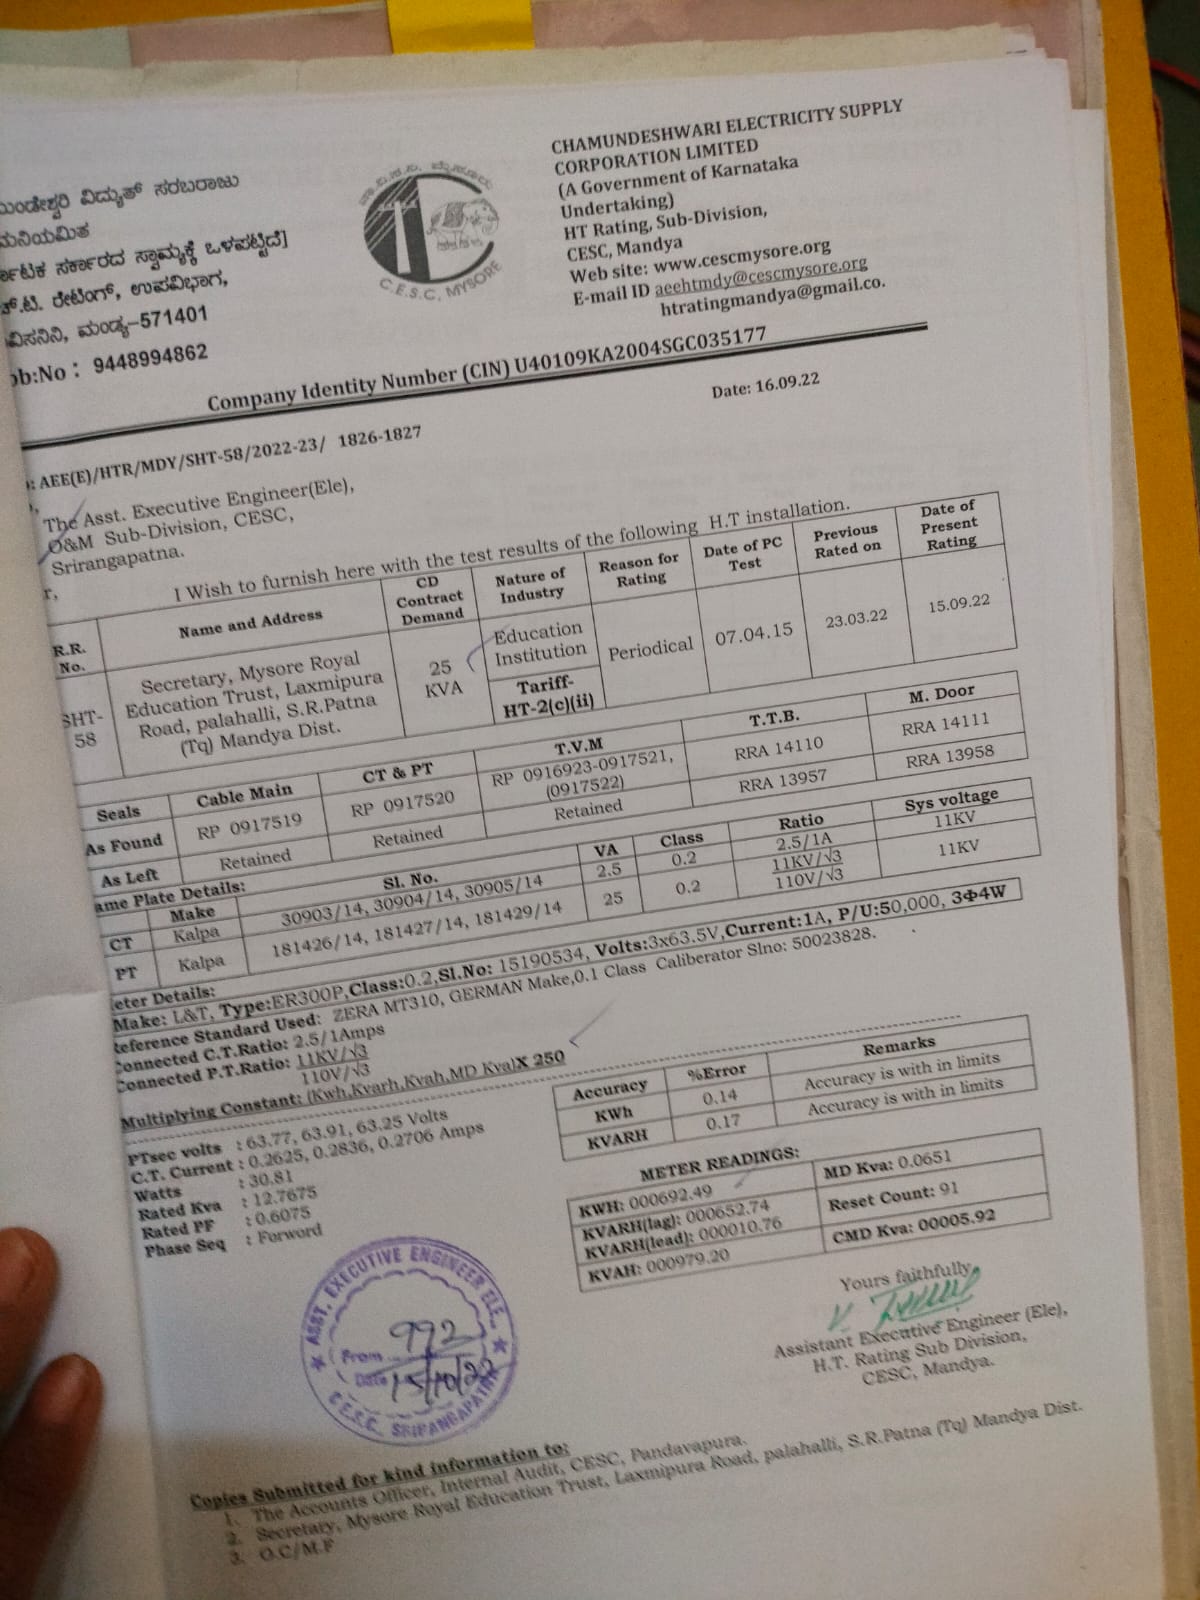 ವಿದ್ಯುತ್ ಸರಬರಾಜು
ಸರ್ಕಾರದ ಸ್ವಾಮ್ಯಕ್ಕೆ ಒಳಪಟ್ಟಿದೆ]
ರೇಟಿಂಗ್, ಉಪವಿಭಾಗ,
ಮಂಡ್ಯ-571401
ob:No : 9448994862
C.E.S.C, MYSORE
CHAMUNDESHWARI ELECTRICITY SUPPLY
CORPORATION LIMITED
(A Government of Karnataka
Undertaking)
HT Rating, Sub-Division,
CESC, Mandya
Web site: www.cescmysore.org
E-mail ID aeehtmdy@cescmysore.org
htratingmandya@gmail.co.
Company Identity Number (CIN) U40109KA2004SGC035177
Date: 16.09.22
: AEE(E)/HTR/MDY/SHT-58/2022-23/ 1826-1827
The Asst. Executive Engineer(Ele),
O&M Sub-Division, CESC,
Srirangapatna.
r,
I Wish to furnish here with the test results of the following H.T installation.
R.R. No. Name and Address CD Contract Demand Nature of Industry Reason for Rating Date of PC Test Previous Rated on Date of Present Rating
SHT-58 Secretary, Mysore Royal Education Trust, Laxmipura Road, palahalli, S.R.Patna (Tq) Mandya Dist. 25 KVA Education Institution Tariff-HT-2(c)(ii) Periodical 07.04.15 23.03.22 15.09.22
Seals Cable Main CT & PT T.V.M T.T.B. M. Door
As Found RP 0917519 RP 0917520 RP 0916923-0917521, (0917522) RRA 14110 RRA 14111
As Left Retained Retained Retained RRA 13957 RRA 13958
ame Plate Details:
Make Sl. No. VA Class Ratio Sys voltage
CT Kalpa 30903/14, 30904/14, 30905/14 2.5 0.2 2.5/1A 11KV
PT Kalpa 181426/14, 181427/14, 181429/14 25 0.2 11KV/√3 110V/√3 11KV
eter Details:
Make: L&T, Type:ER300P,Class:0.2,Sl.No: 15190534, Volts:3x63.5V,Current:1A, P/U:50,000, 3Φ4W
eference Standard Used: ZERA MT310, GERMAN Make,0.1 Class Caliberator Slno: 50023828.
onnected C.T.Ratio: 2.5/1Amps
onnected P.T.Ratio: 11KV/√3
110V/√3
Multiplying Constant: (Kwh,Kvarh,Kvah,MD Kva)X 250
PTsec volts : 63.77, 63.91, 63.25 Volts
C.T. Current : 0.2625, 0.2836, 0.2706 Amps
Watts : 30.81
Rated Kva : 12.7675
Rated PF : 0.6075
Phase Seq : Forword
Accuracy %Error Remarks
KWh 0.14 Accuracy is with in limits
KVARH 0.17 Accuracy is with in limits
METER READINGS:
KWH: 000692.49 MD Kva: 0.0651
KVARH(lag): 000652.74
KVARH(lead): 000010.76 Reset Count: 91
KVAH: 000979.20 CMD Kva: 00005.92
ASST. EXECUTIVE ENGINEER ELE.,
From 992
Date 15/10/22
C.E.S.C. SRIRANGAPATNA
Yours faithfully,
Assistant Executive Engineer (Ele),
H.T. Rating Sub Division,
CESC, Mandya.
Copies Submitted for kind information to:
1. The Accounts Officer, Internal Audit, CESC, Pandavapura.
2. Secretary, Mysore Royal Education Trust, Laxmipura Road, palahalli, S.R.Patna (Tq) Mandya Dist.
3. O.C/M.F